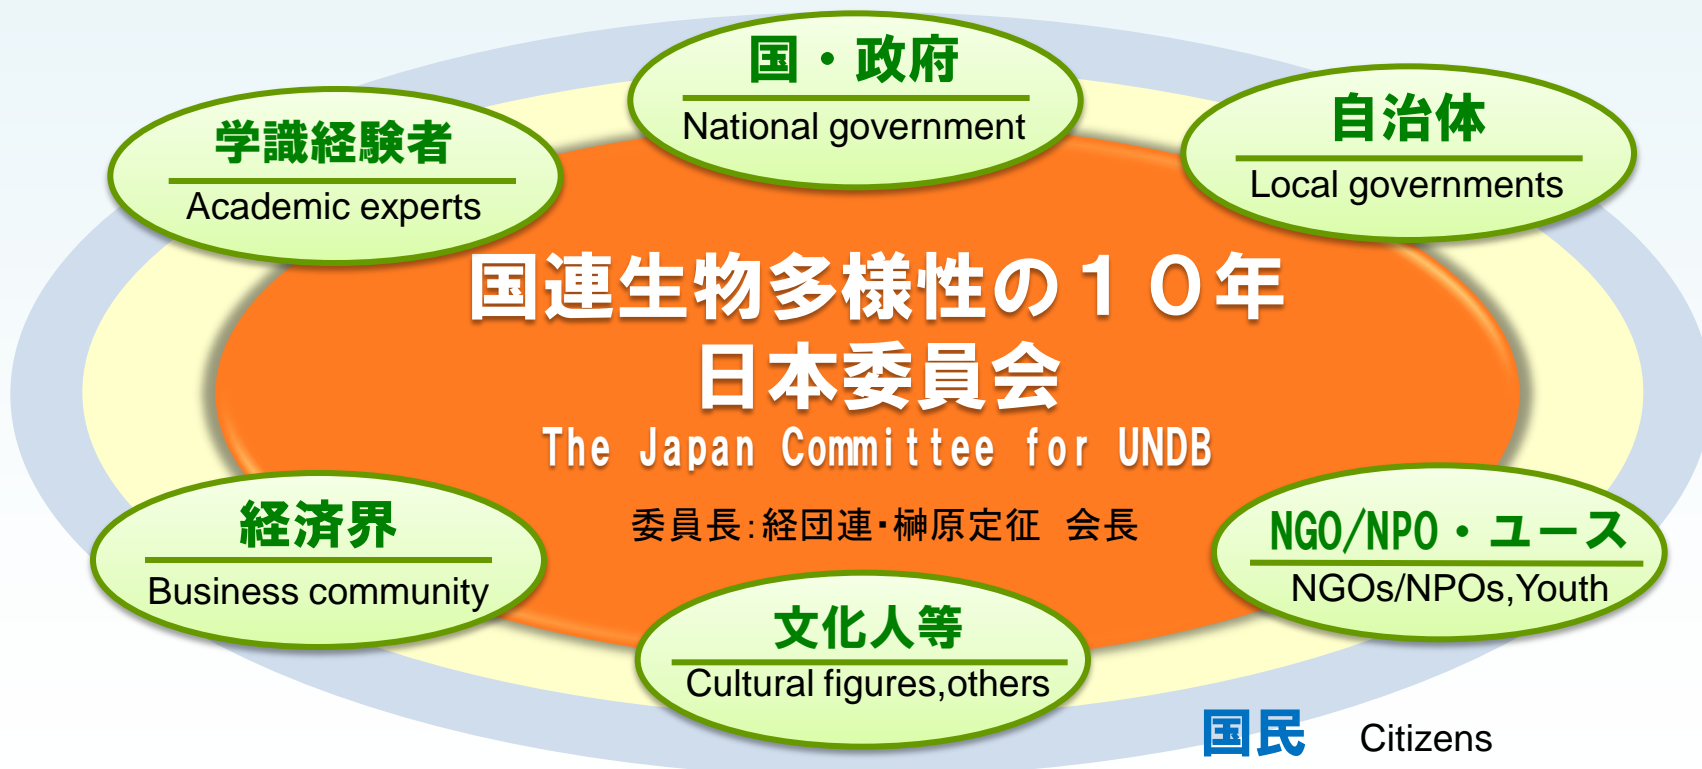 国・政府
National government
学識経験者
Academic experts
自治体
Local governments
国連生物多様性の１０年
日本委員会
The Japan Committee for UNDB
委員長：経団連・榊原定征　会長
経済界
Business community
NGO/NPO・ユース
NGOs/NPOs,Youth
文化人等
Cultural figures,others
国民　Citizens